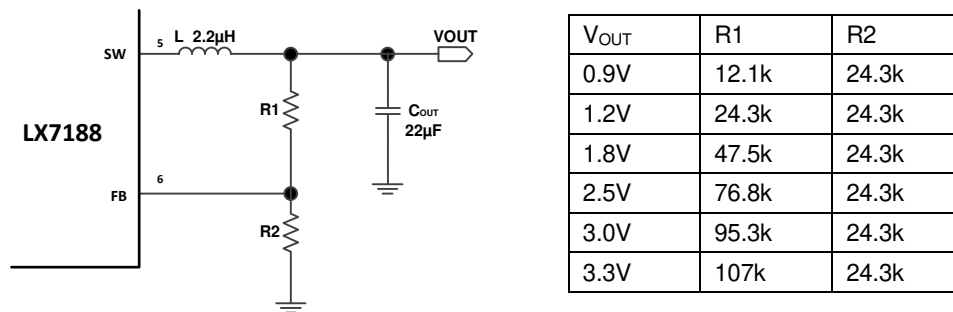 SW
5
L 2.2µH
VOUT
R1
COUT
22µF
LX7188
6
FB
R2
VOUT R1 R2
0.9V 12.1k 24.3k
1.2V 24.3k 24.3k
1.8V 47.5k 24.3k
2.5V 76.8k 24.3k
3.0V 95.3k 24.3k
3.3V 107k 24.3k